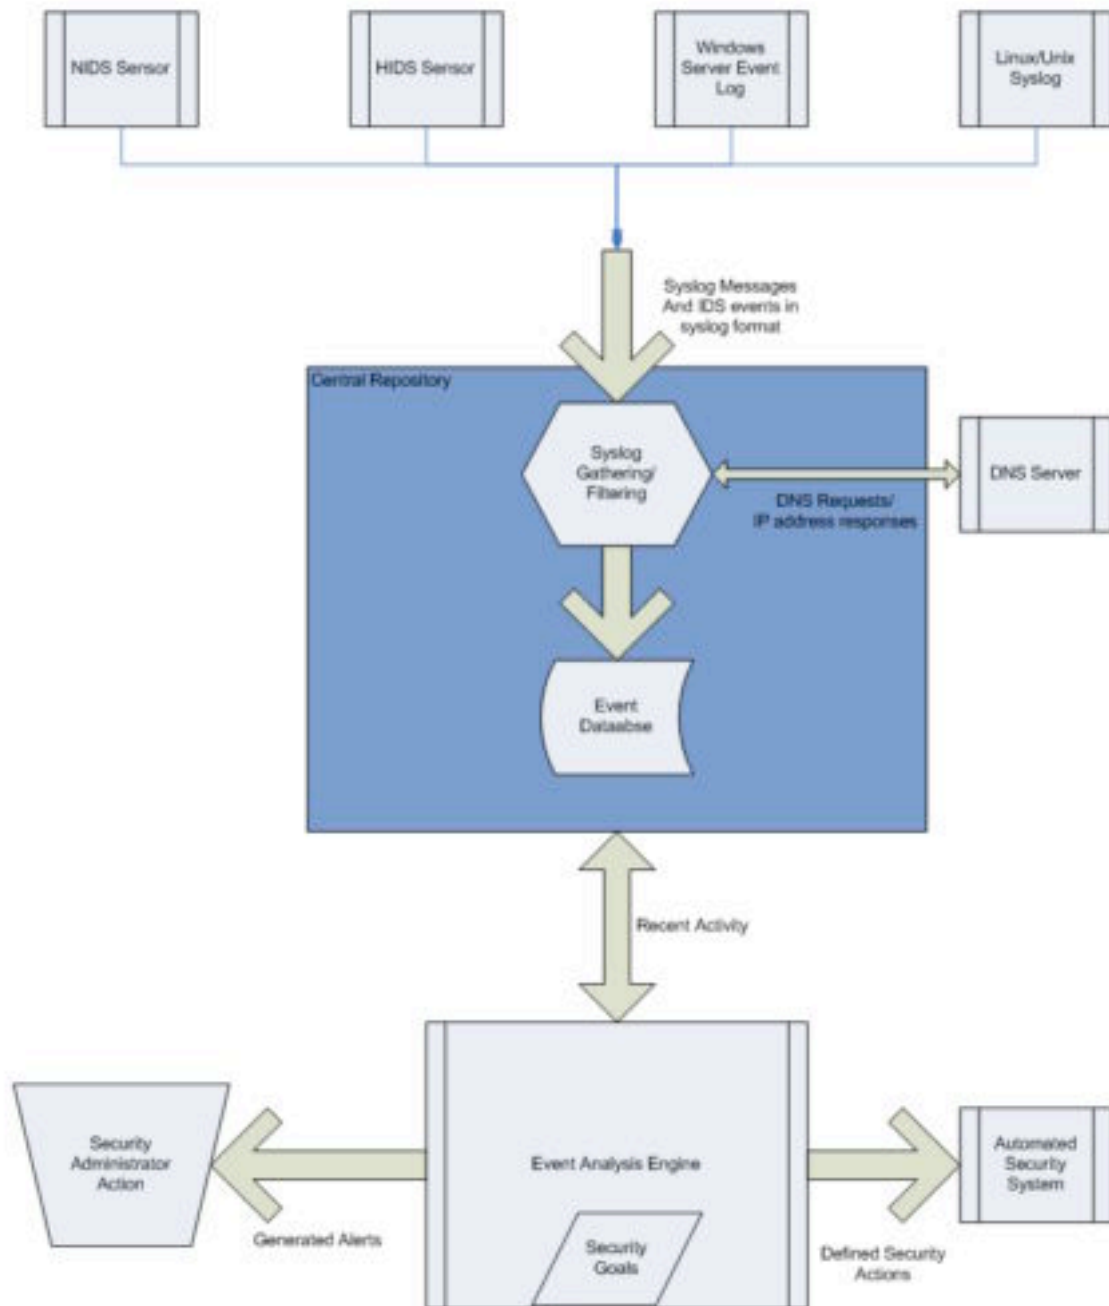 NIDS Sensor
HIDS Sensor
Windows
Server Event
Log
Linux/Unix
Syslog
Syslog Messages
And IDS events in
syslog format
Central Repository
Syslog
Gathering/
Filtering
DNS Requests/
IP address responses
DNS Server
Event
Dataabse
Recent Activity
Security
Administrator
Action
Generated Alerts
Event Analysis Engine
Security
Goals
Automated
Security
System
Defined Security
Actions